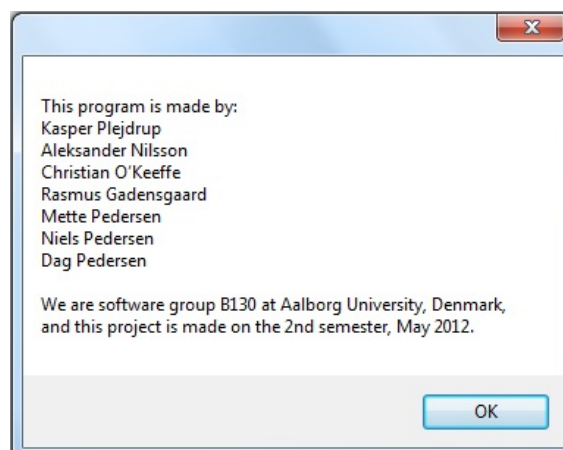 This program is made by:
Kasper Plejdrup
Aleksander Nilsson
Christian O'Keeffe
Rasmus Gadensgaard
Mette Pedersen
Niels Pedersen
Dag Pedersen
We are software group B130 at Aalborg University, Denmark,
and this project is made on the 2nd semester, May 2012.
OK